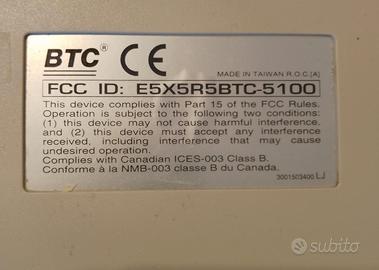 BTC® CE
MADE IN TAIWAN R.O.C.[A]
FCC ID: E5X5R5BTC-5100
This device complies with Part 15 of the FCC Rules.
Operation is subject to the following two conditions:
(1) this device may not cause harmful interference.
and (2) this device must accept any interference
received, including interference that may cause
undesired operation.
Complies with Canadian ICES-003 Class B.
Conforme à la NMB-003 classe B du Canada.
3001503400 LJ
subito